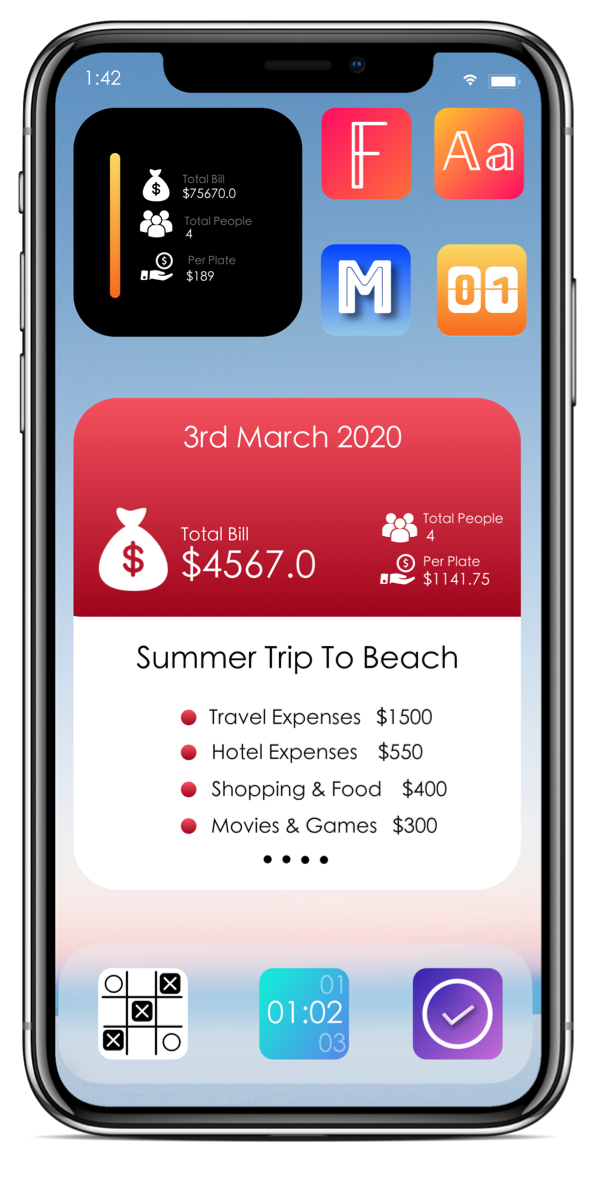 1:42
Total Bill
$75670.0
Total People
4
Per Plate
$189
F
Aa
M
01
3rd March 2020
Total Bill
$4567.0
Total People
4
Per Plate
$1141.75
Summer Trip To Beach
Travel Expenses $1500
Hotel Expenses $550
Shopping & Food $400
Movies & Games $300
01
01:02
03